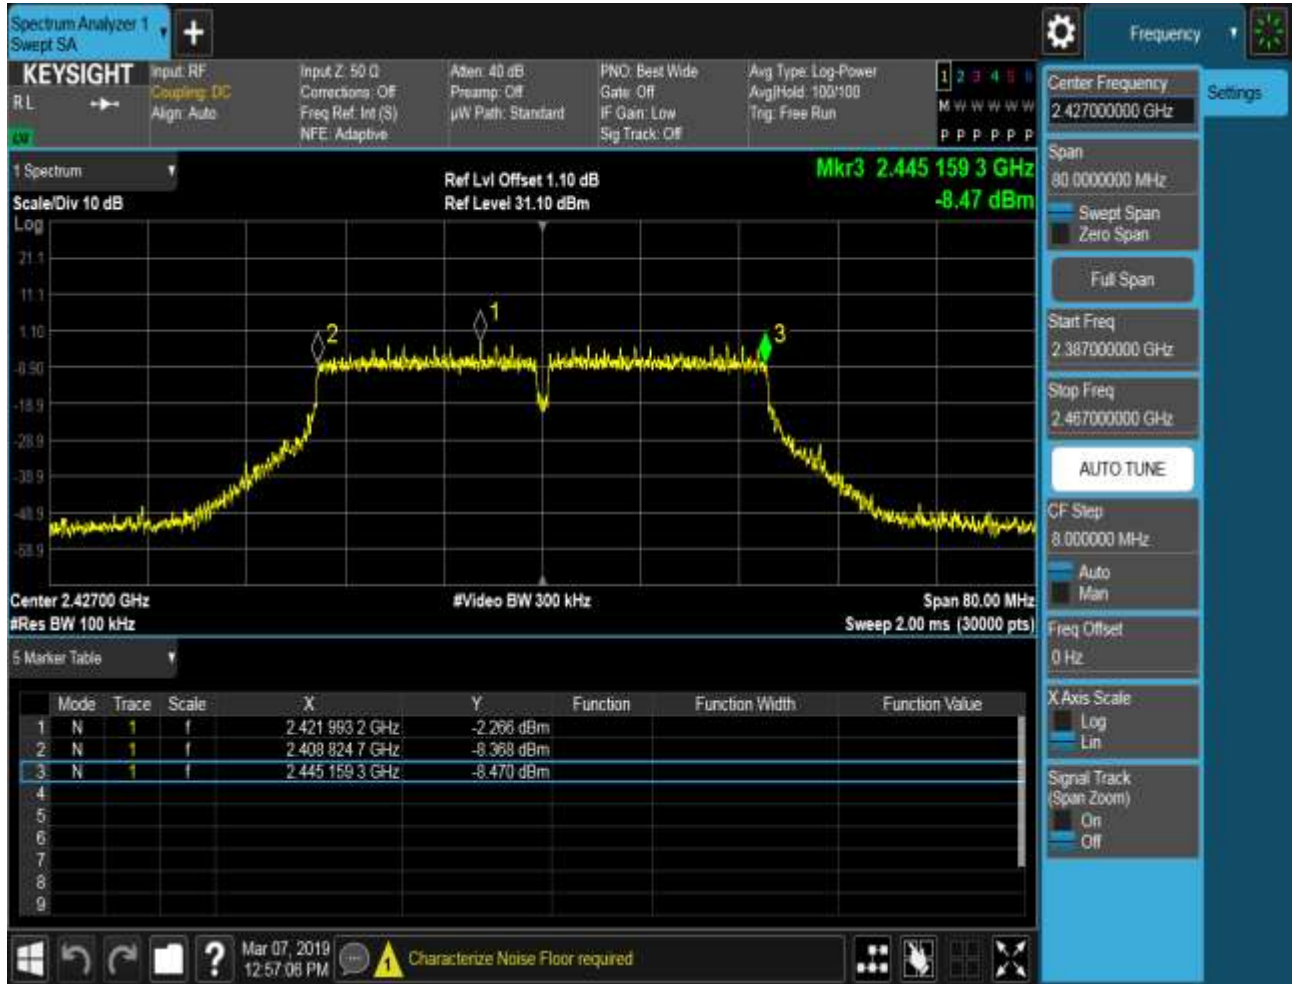 Spectrum Analyzer 1
Swept SA
+
Frequency
KEYSIGHT
RL
LXI
Input: RF
Coupling: DC
Align: Auto
Input Z: 50 Ω
Corrections: Off
Freq Ref: Int (S)
NFE: Adaptive
Atten: 40 dB
Preamp: Off
µW Path: Standard
PNO: Best Wide
Gate: Off
IF Gain: Low
Sig Track: Off
Avg Type: Log-Power
Avg|Hold: 100/100
Trig: Free Run
1 2 3 4 5 6
M W W W W W
P P P P P P
1 Spectrum
Scale/Div 10 dB
Ref Lvl Offset 1.10 dB
Ref Level 31.10 dBm
Mkr3 2.445 159 3 GHz
-8.47 dBm
Log
21.1
11.1
1.10
-8.90
-18.9
-28.9
-38.9
-48.9
-58.9
2
1
3
Center 2.42700 GHz
#Video BW 300 kHz
Span 80.00 MHz
#Res BW 100 kHz
Sweep 2.00 ms (30000 pts)
5 Marker Table
Mode Trace Scale X Y Function Function Width Function Value
1 N 1 f 2.421 993 2 GHz -2.266 dBm
2 N 1 f 2.408 824 7 GHz -8.368 dBm
3 N 1 f 2.445 159 3 GHz -8.470 dBm
4
5
6
7
8
9
Mar 07, 2019
12:57:06 PM
?
1
Characterize Noise Floor required
Center Frequency
2.427000000 GHz
Settings
Span
80.0000000 MHz
Swept Span
Zero Span
Full Span
Start Freq
2.387000000 GHz
Stop Freq
2.467000000 GHz
AUTO TUNE
CF Step
8.000000 MHz
Auto
Man
Freq Offset
0 Hz
X Axis Scale
Log
Lin
Signal Track
(Span Zoom)
On
Off